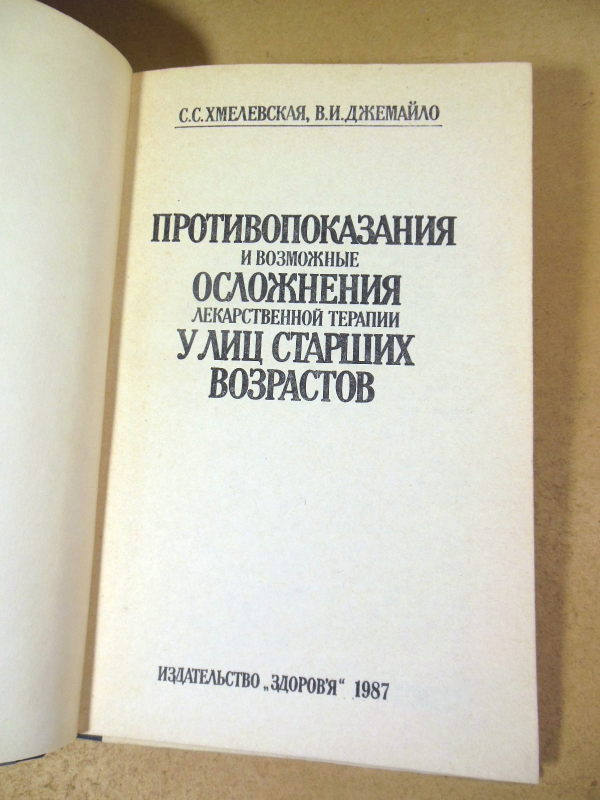 С.С.ХМЕЛЕВСКАЯ, В.И.ДЖЕМАЙЛО
ПРОТИВОПОКАЗАНИЯ
И ВОЗМОЖНЫЕ
ОСЛОЖНЕНИЯ
ЛЕКАРСТВЕННОЙ ТЕРАПИИ
У ЛИЦ СТАРШИХ
ВОЗРАСТОВ
ИЗДАТЕЛЬСТВО „ЗДОРОВ'Я“ 1987